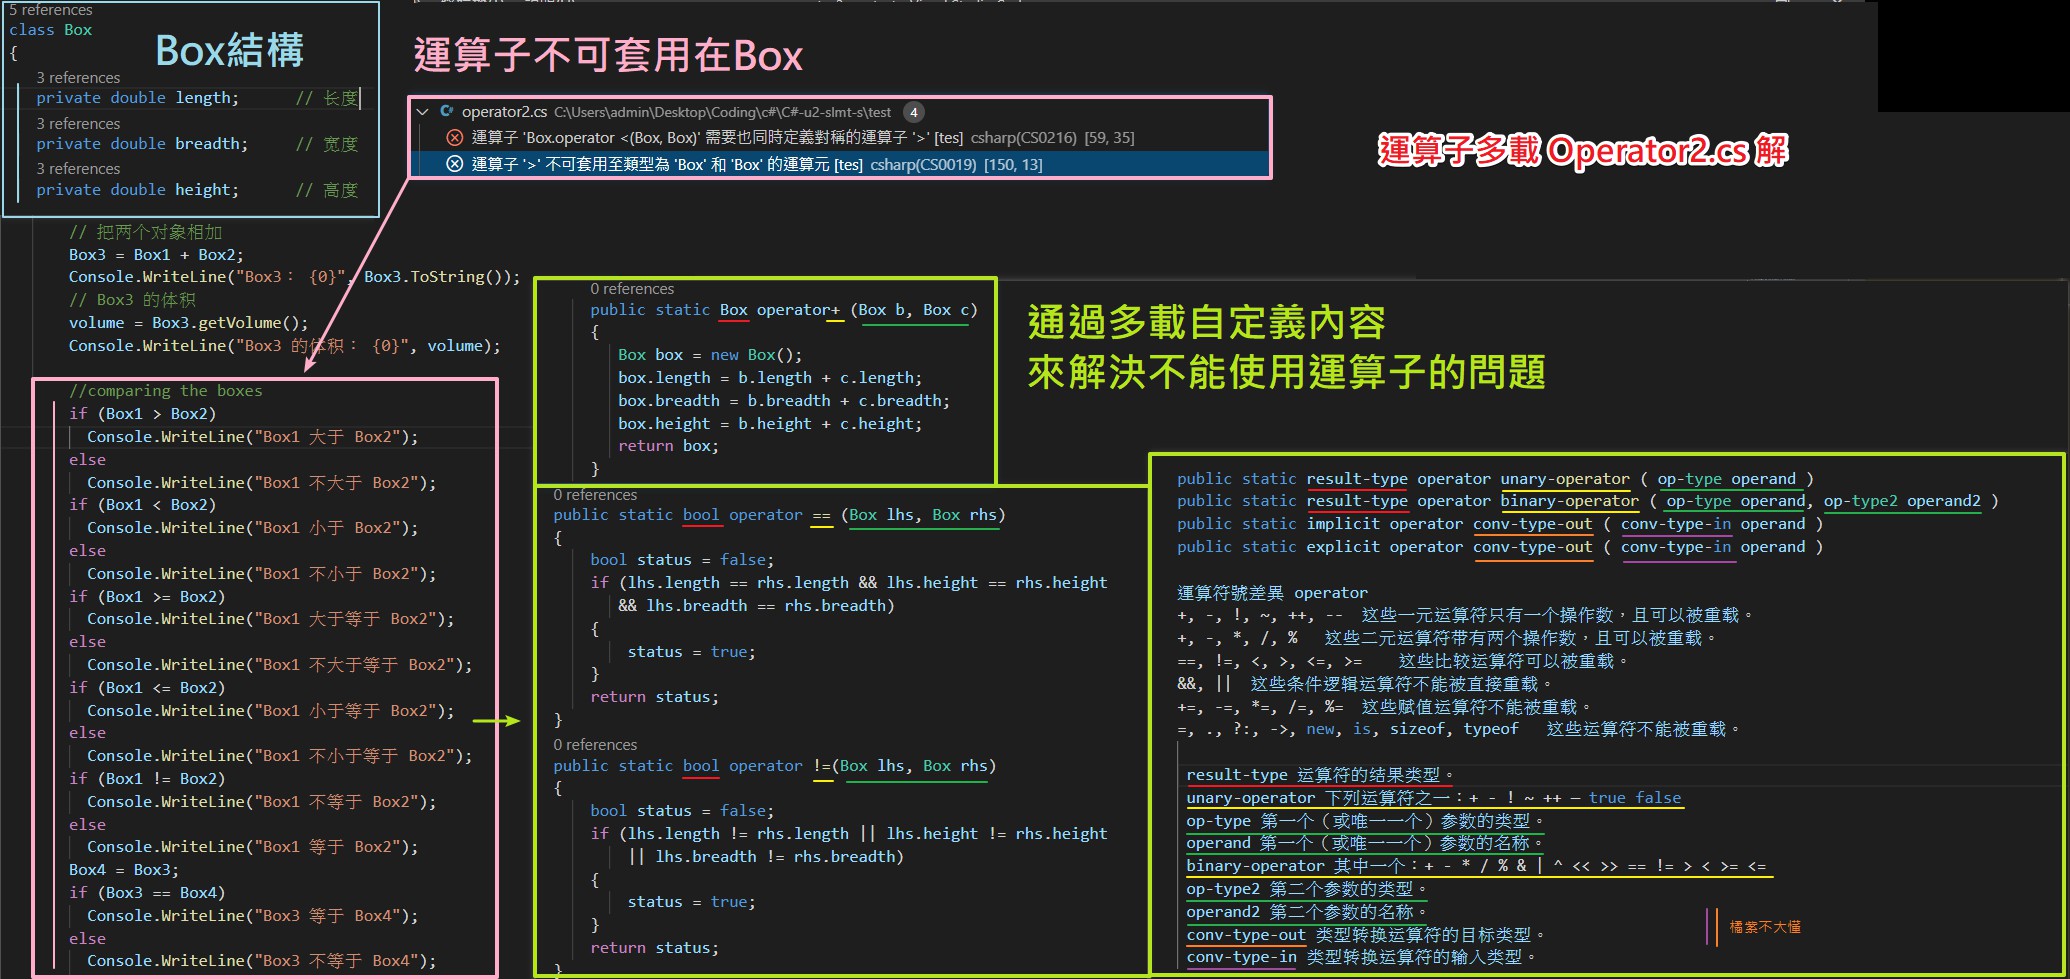 5 references
class Box
{
Box結構
3 references
private double length; // 长度
3 references
private double breadth; // 宽度
3 references
private double height; // 高度
運算子不可套用在Box
operator2.cs C:\Users\admin\Desktop\Coding\c#\C#-u2-slmt-s\test 4
運算子 'Box.operator <(Box, Box)' 需要也同時定義對稱的運算子 '>' [tes] csharp(CS0216) [59, 35]
運算子 '>' 不可套用至類型為 'Box' 和 'Box' 的運算元 [tes] csharp(CS0019) [150, 13]
運算子多載 Operator2.cs 解
// 把两个对象相加
Box3 = Box1 + Box2;
Console.WriteLine("Box3： {0}", Box3.ToString());
// Box3 的体积
volume = Box3.getVolume();
Console.WriteLine("Box3 的体积： {0}", volume);
//comparing the boxes
if (Box1 > Box2)
Console.WriteLine("Box1 大于 Box2");
else
Console.WriteLine("Box1 不大于 Box2");
if (Box1 < Box2)
Console.WriteLine("Box1 小于 Box2");
else
Console.WriteLine("Box1 不小于 Box2");
if (Box1 >= Box2)
Console.WriteLine("Box1 大于等于 Box2");
else
Console.WriteLine("Box1 不大于等于 Box2");
if (Box1 <= Box2)
Console.WriteLine("Box1 小于等于 Box2");
else
Console.WriteLine("Box1 不小于等于 Box2");
if (Box1 != Box2)
Console.WriteLine("Box1 不等于 Box2");
else
Console.WriteLine("Box1 等于 Box2");
Box4 = Box3;
if (Box3 == Box4)
Console.WriteLine("Box3 等于 Box4");
else
Console.WriteLine("Box3 不等于 Box4");
0 references
public static Box operator+ (Box b, Box c)
{
Box box = new Box();
box.length = b.length + c.length;
box.breadth = b.breadth + c.breadth;
box.height = b.height + c.height;
return box;
}
0 references
public static bool operator == (Box lhs, Box rhs)
{
bool status = false;
if (lhs.length == rhs.length && lhs.height == rhs.height
&& lhs.breadth == rhs.breadth)
{
status = true;
}
return status;
}
0 references
public static bool operator !=(Box lhs, Box rhs)
{
bool status = false;
if (lhs.length != rhs.length || lhs.height != rhs.height
|| lhs.breadth != rhs.breadth)
{
status = true;
}
return status;
}
通過多載自定義內容
來解決不能使用運算子的問題
public static result-type operator unary-operator ( op-type operand )
public static result-type operator binary-operator ( op-type operand, op-type2 operand2 )
public static implicit operator conv-type-out ( conv-type-in operand )
public static explicit operator conv-type-out ( conv-type-in operand )
運算符號差異 operator
+, -, !, ~, ++, -- 这些一元运算符只有一个操作数，且可以被重载。
+, -, *, /, % 这些二元运算符带有两个操作数，且可以被重载。
==, !=, <, >, <=, >= 这些比较运算符可以被重载。
&&, || 这些条件逻辑运算符不能被直接重载。
+=, -=, *=, /=, %= 这些赋值运算符不能被重载。
=, ., ?:, ->, new, is, sizeof, typeof 这些运算符不能被重载。
result-type 运算符的结果类型。
unary-operator 下列运算符之一：+ - ! ~ ++ — true false
op-type 第一个（或唯一一个）参数的类型。
operand 第一个（或唯一一个）参数的名称。
binary-operator 其中一个：+ - * / % & | ^ << >> == != > < >= <=
op-type2 第二个参数的类型。
operand2 第二个参数的名称。
conv-type-out 类型转换运算符的目标类型。
conv-type-in 类型转换运算符的输入类型。
橘紫不大懂